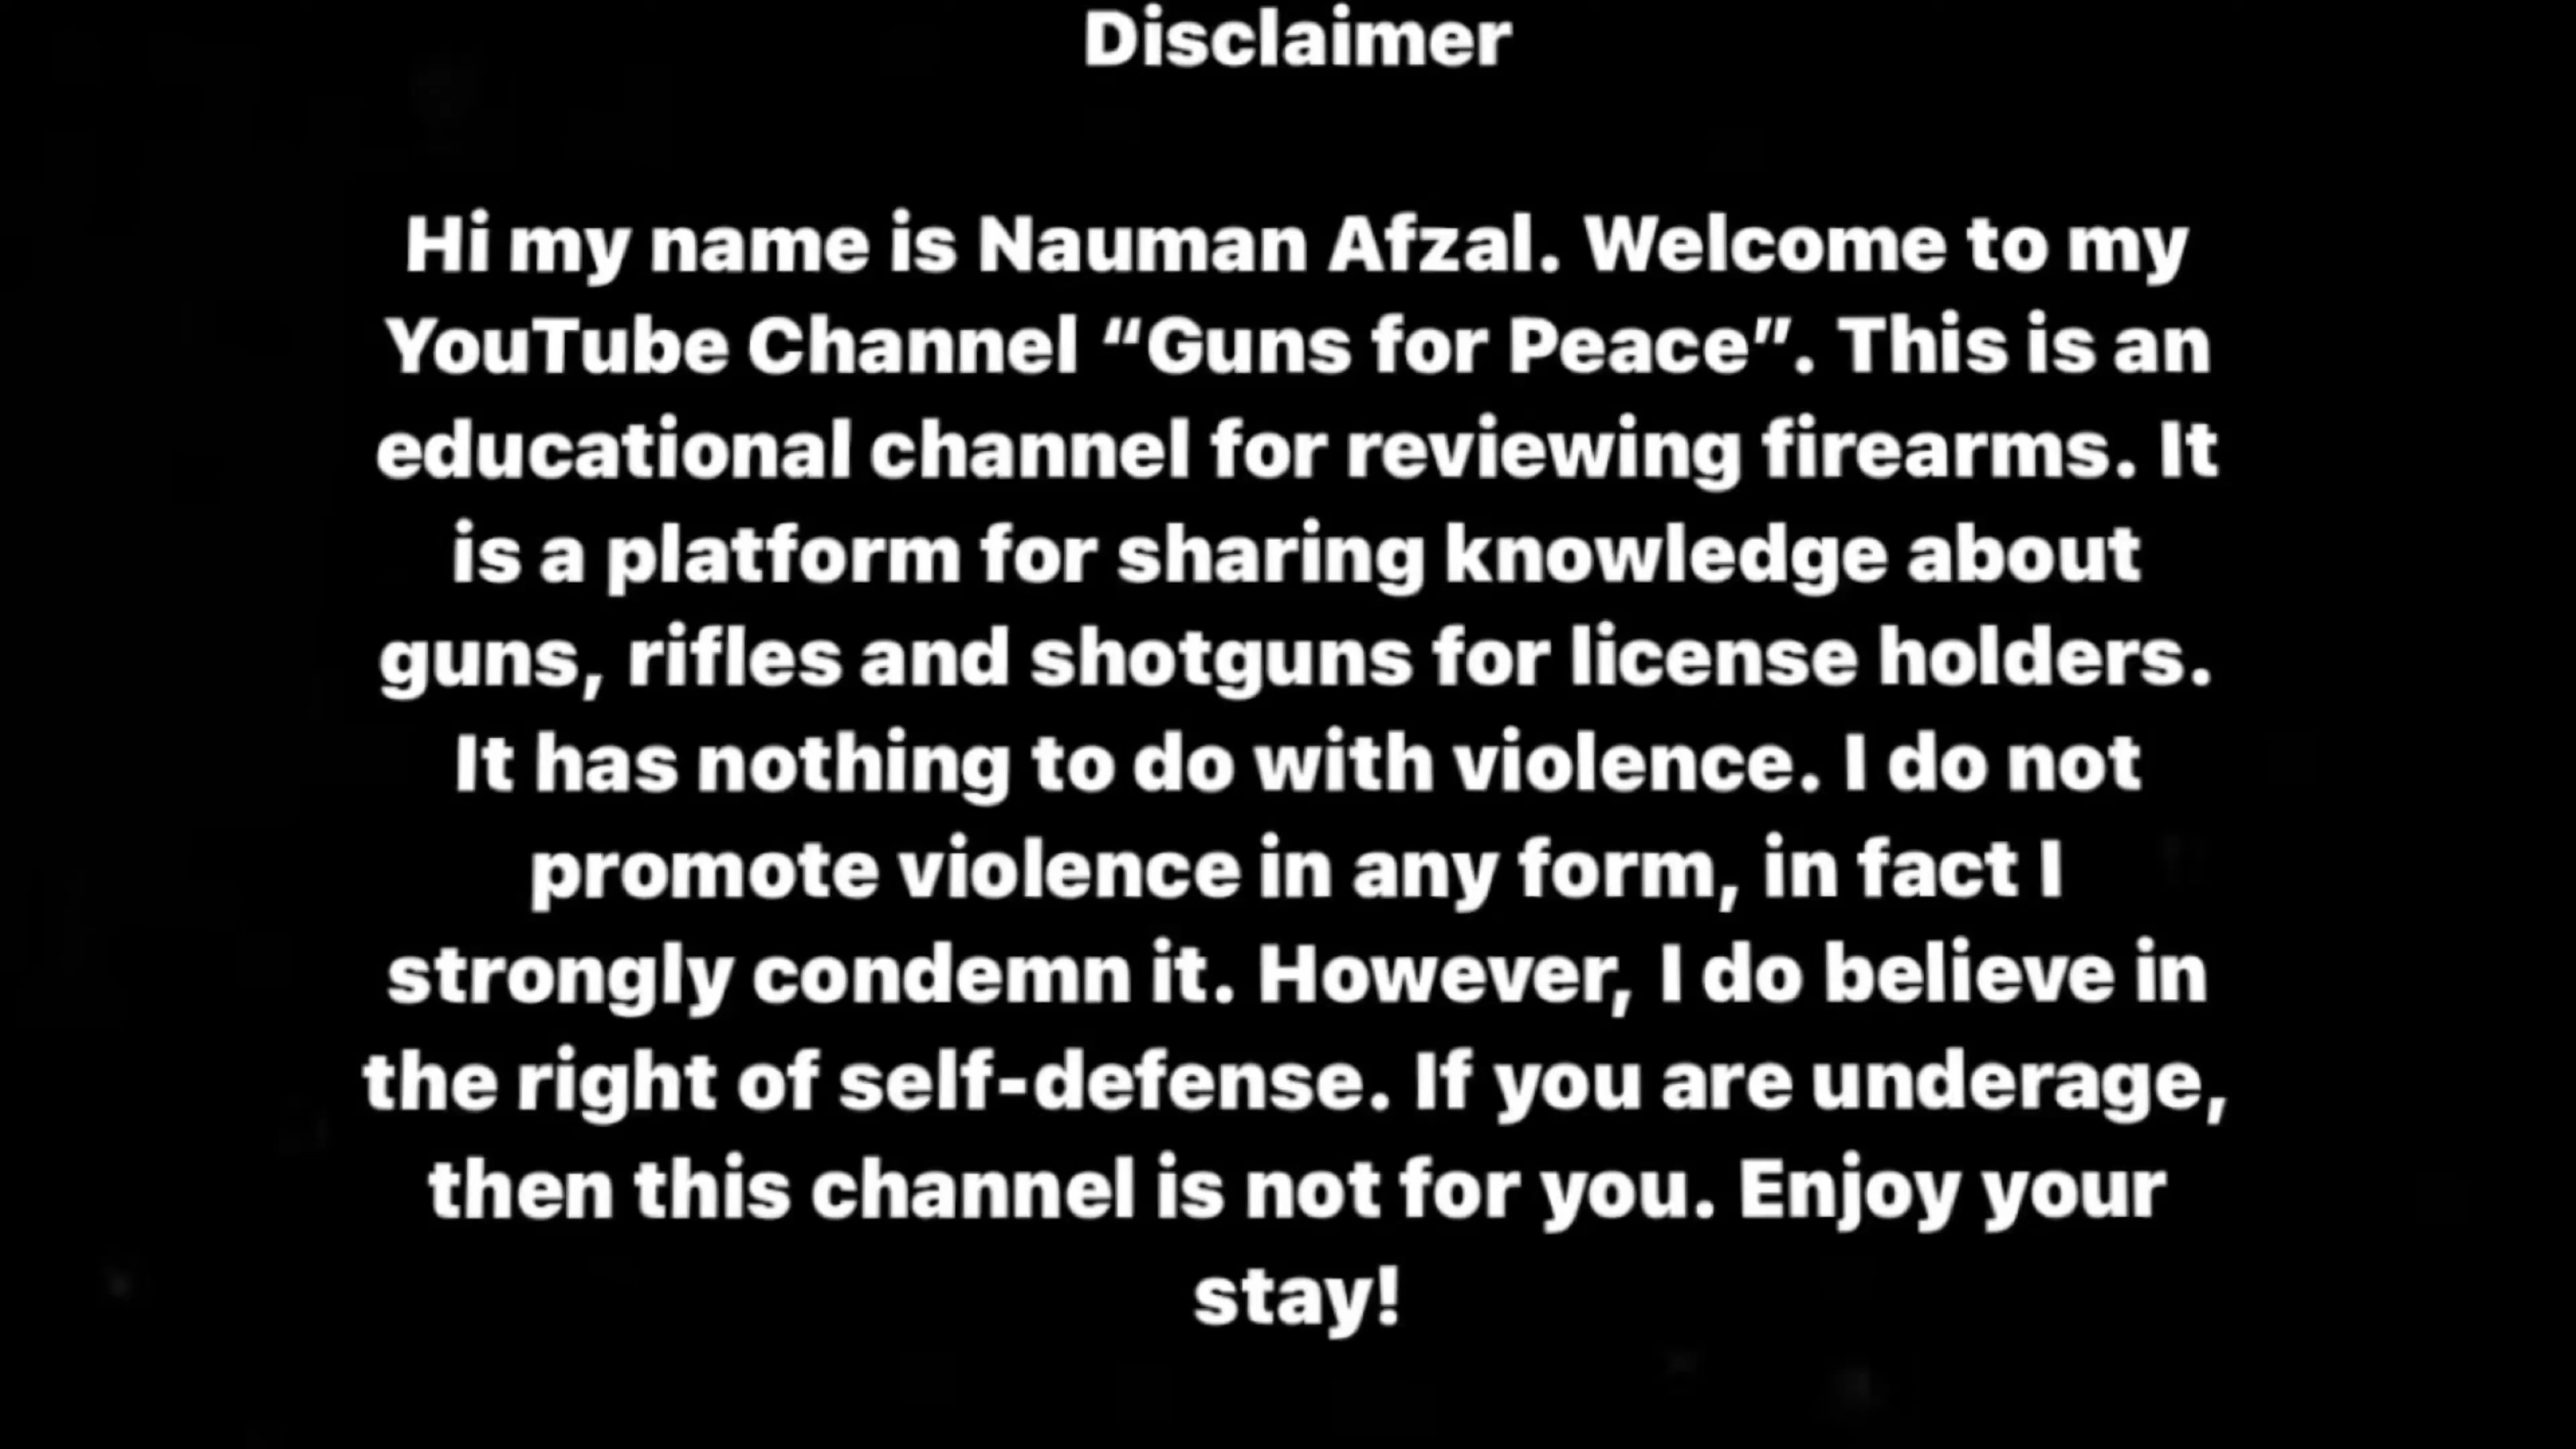 Disclaimer
Hi my name is Nauman Afzal. Welcome to my
YouTube Channel “Guns for Peace”. This is an
educational channel for reviewing firearms. It
is a platform for sharing knowledge about
guns, rifles and shotguns for license holders.
It has nothing to do with violence. I do not
promote violence in any form, in fact I
strongly condemn it. However, I do believe in
the right of self-defense. If you are underage,
then this channel is not for you. Enjoy your
stay!